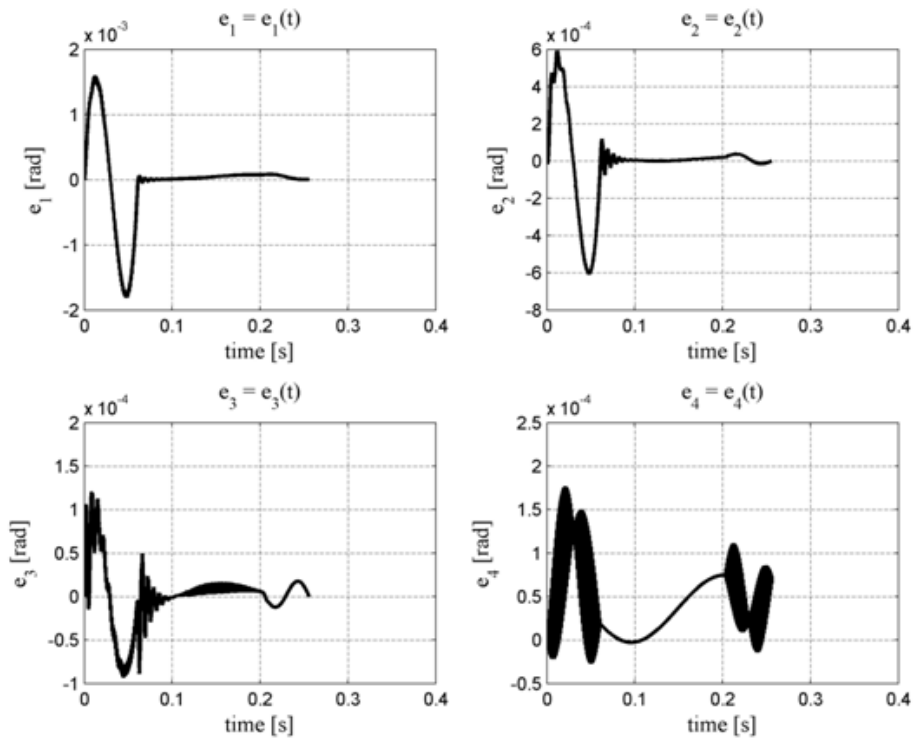 e1 = e1(t)
x 10-3
2
1
0
-1
-2
e1 [rad]
0 0.1 0.2 0.3 0.4
time [s]
e2 = e2(t)
x 10-4
6
4
2
0
-2
-4
-6
-8
e2 [rad]
0 0.1 0.2 0.3 0.4
time [s]
e3 = e3(t)
x 10-4
2
1.5
1
0.5
0
-0.5
-1
e3 [rad]
0 0.1 0.2 0.3 0.4
time [s]
e4 = e4(t)
x 10-4
2.5
2
1.5
1
0.5
0
-0.5
e4 [rad]
0 0.1 0.2 0.3 0.4
time [s]